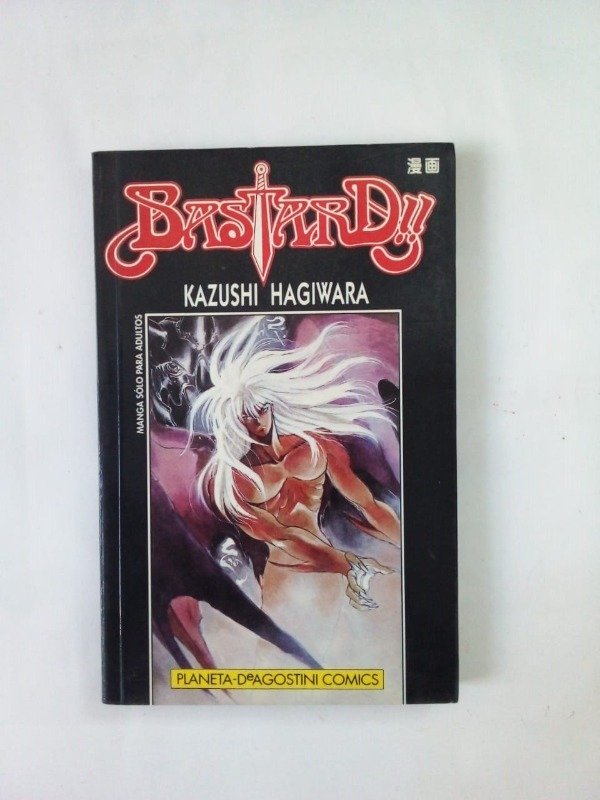 漫画
BASTARD!!
KAZUSHI HAGIWARA
MANGA SÓLO PARA ADULTOS
PLANETA-DeAGOSTINI COMICS